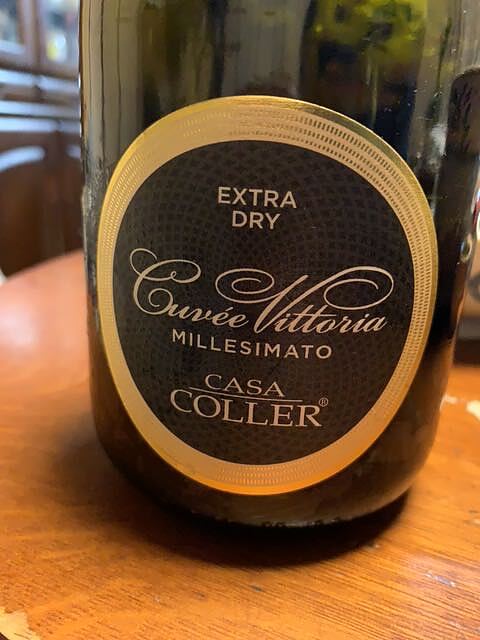 EXTRA
DRY
Cuvée Vittoria
MILLESIMATO
CASA
COLLER®